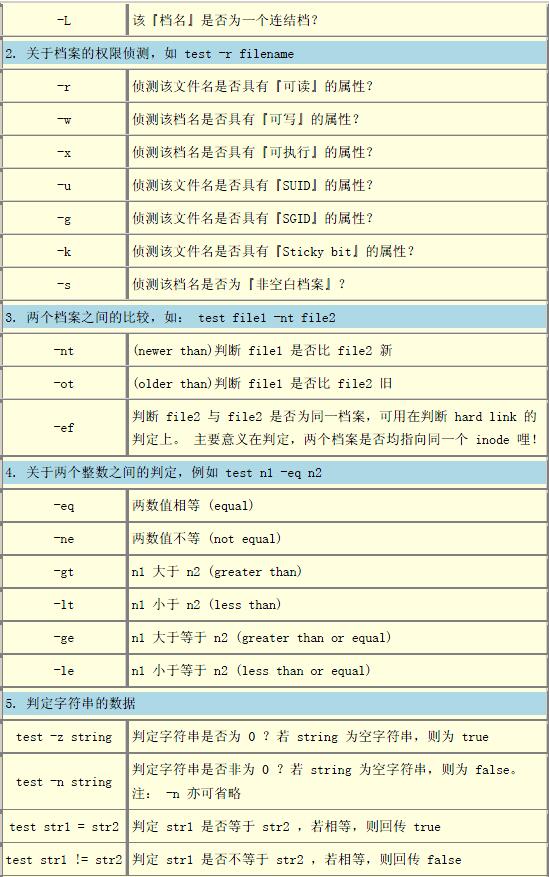 -L 该『档名』是否为一个连结档？
2. 关于档案的权限侦测，如 test -r filename
-r 侦测该文件名是否具有『可读』的属性？
-w 侦测该档名是否具有『可写』的属性？
-x 侦测该档名是否具有『可执行』的属性？
-u 侦测该文件名是否具有『SUID』的属性？
-g 侦测该文件名是否具有『SGID』的属性？
-k 侦测该文件名是否具有『Sticky bit』的属性？
-s 侦测该档名是否为『非空白档案』？
3. 两个档案之间的比较，如： test file1 -nt file2
-nt (newer than)判断 file1 是否比 file2 新
-ot (older than)判断 file1 是否比 file2 旧
-ef 判断 file2 与 file2 是否为同一档案，可用在判断 hard link 的
判定上。 主要意义在判定，两个档案是否均指向同一个 inode 哩！
4. 关于两个整数之间的判定，例如 test n1 -eq n2
-eq 两数值相等 (equal)
-ne 两数值不等 (not equal)
-gt n1 大于 n2 (greater than)
-lt n1 小于 n2 (less than)
-ge n1 大于等于 n2 (greater than or equal)
-le n1 小于等于 n2 (less than or equal)
5. 判定字符串的数据
test -z string 判定字符串是否为 0 ？若 string 为空字符串，则为 true
test -n string 判定字符串是否非为 0 ？若 string 为空字符串，则为 false。
注： -n 亦可省略
test str1 = str2 判定 str1 是否等于 str2 ，若相等，则回传 true
test str1 != str2 判定 str1 是否不等于 str2 ，若相等，则回传 false